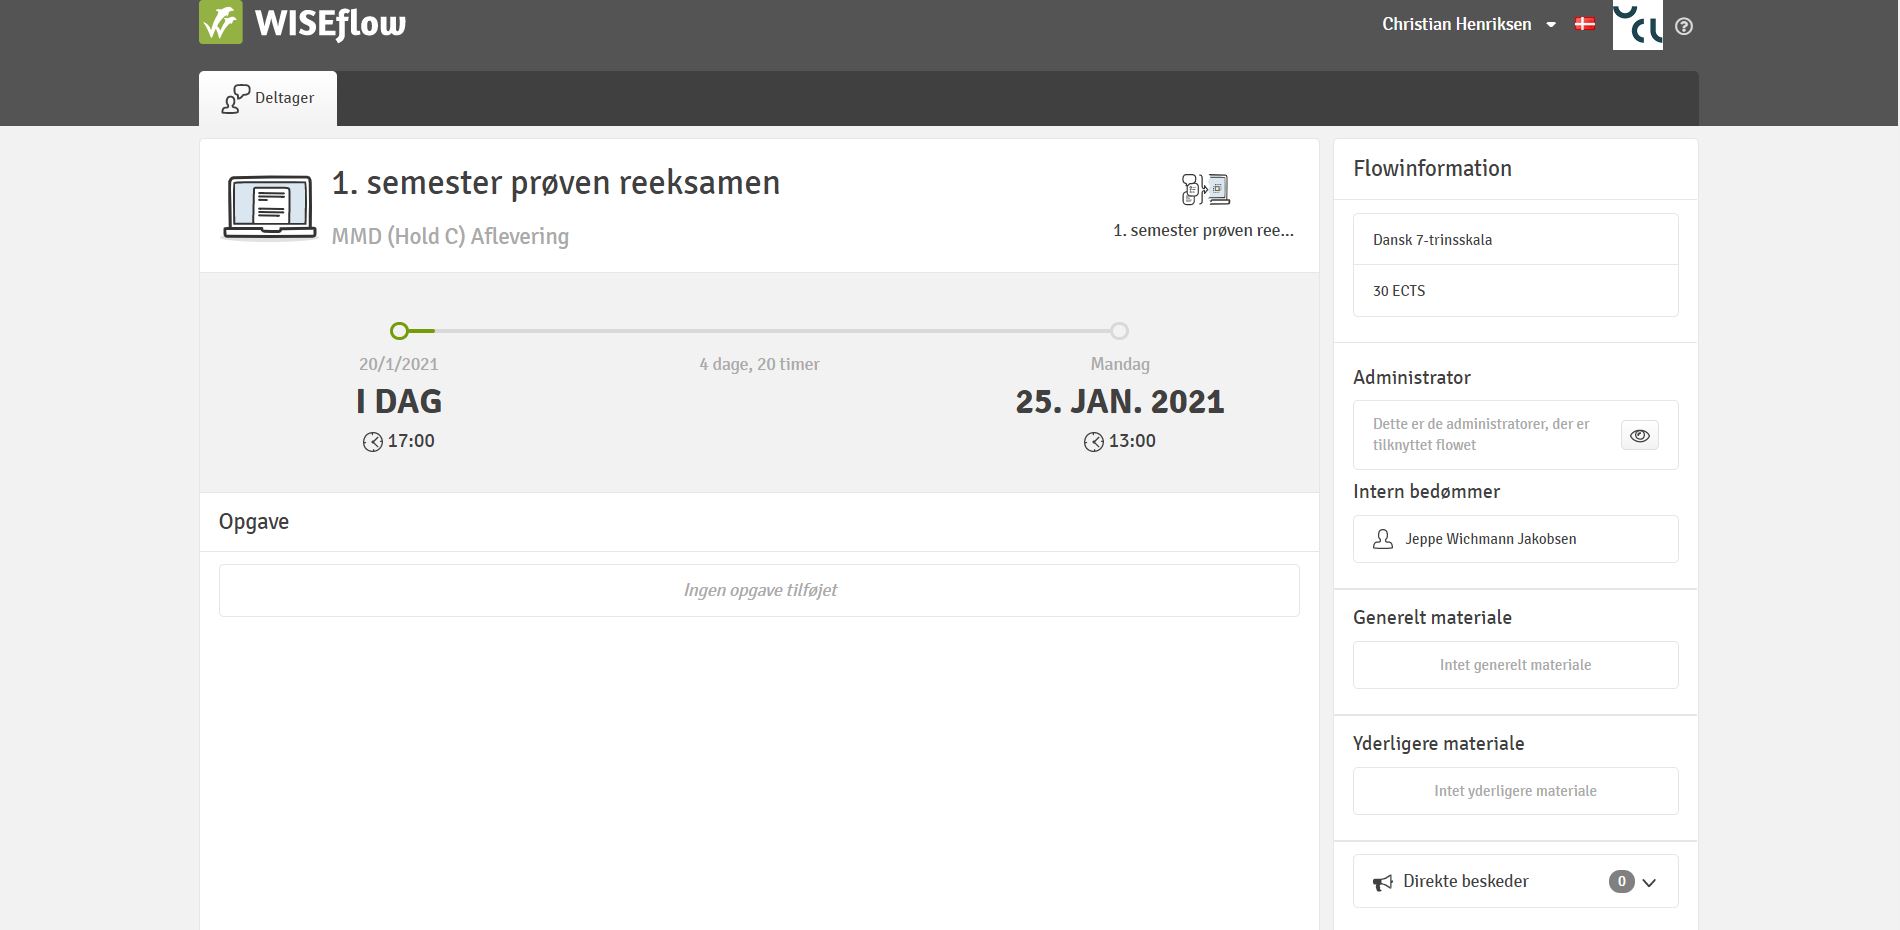 WISEflow
Christian Henriksen
UCL
Deltager
1. semester prøven reeksamen
MMD (Hold C) Aflevering
1. semester prøven ree...
20/1/2021
I DAG
17:00
4 dage, 20 timer
Mandag
25. JAN. 2021
13:00
Opgave
Ingen opgave tilføjet
Flowinformation
Dansk 7-trinsskala
30 ECTS
Administrator
Dette er de administratorer, der er
tilknyttet flowet
Intern bedømmer
Jeppe Wichmann Jakobsen
Generelt materiale
Intet generelt materiale
Yderligere materiale
Intet yderligere materiale
Direkte beskeder 0